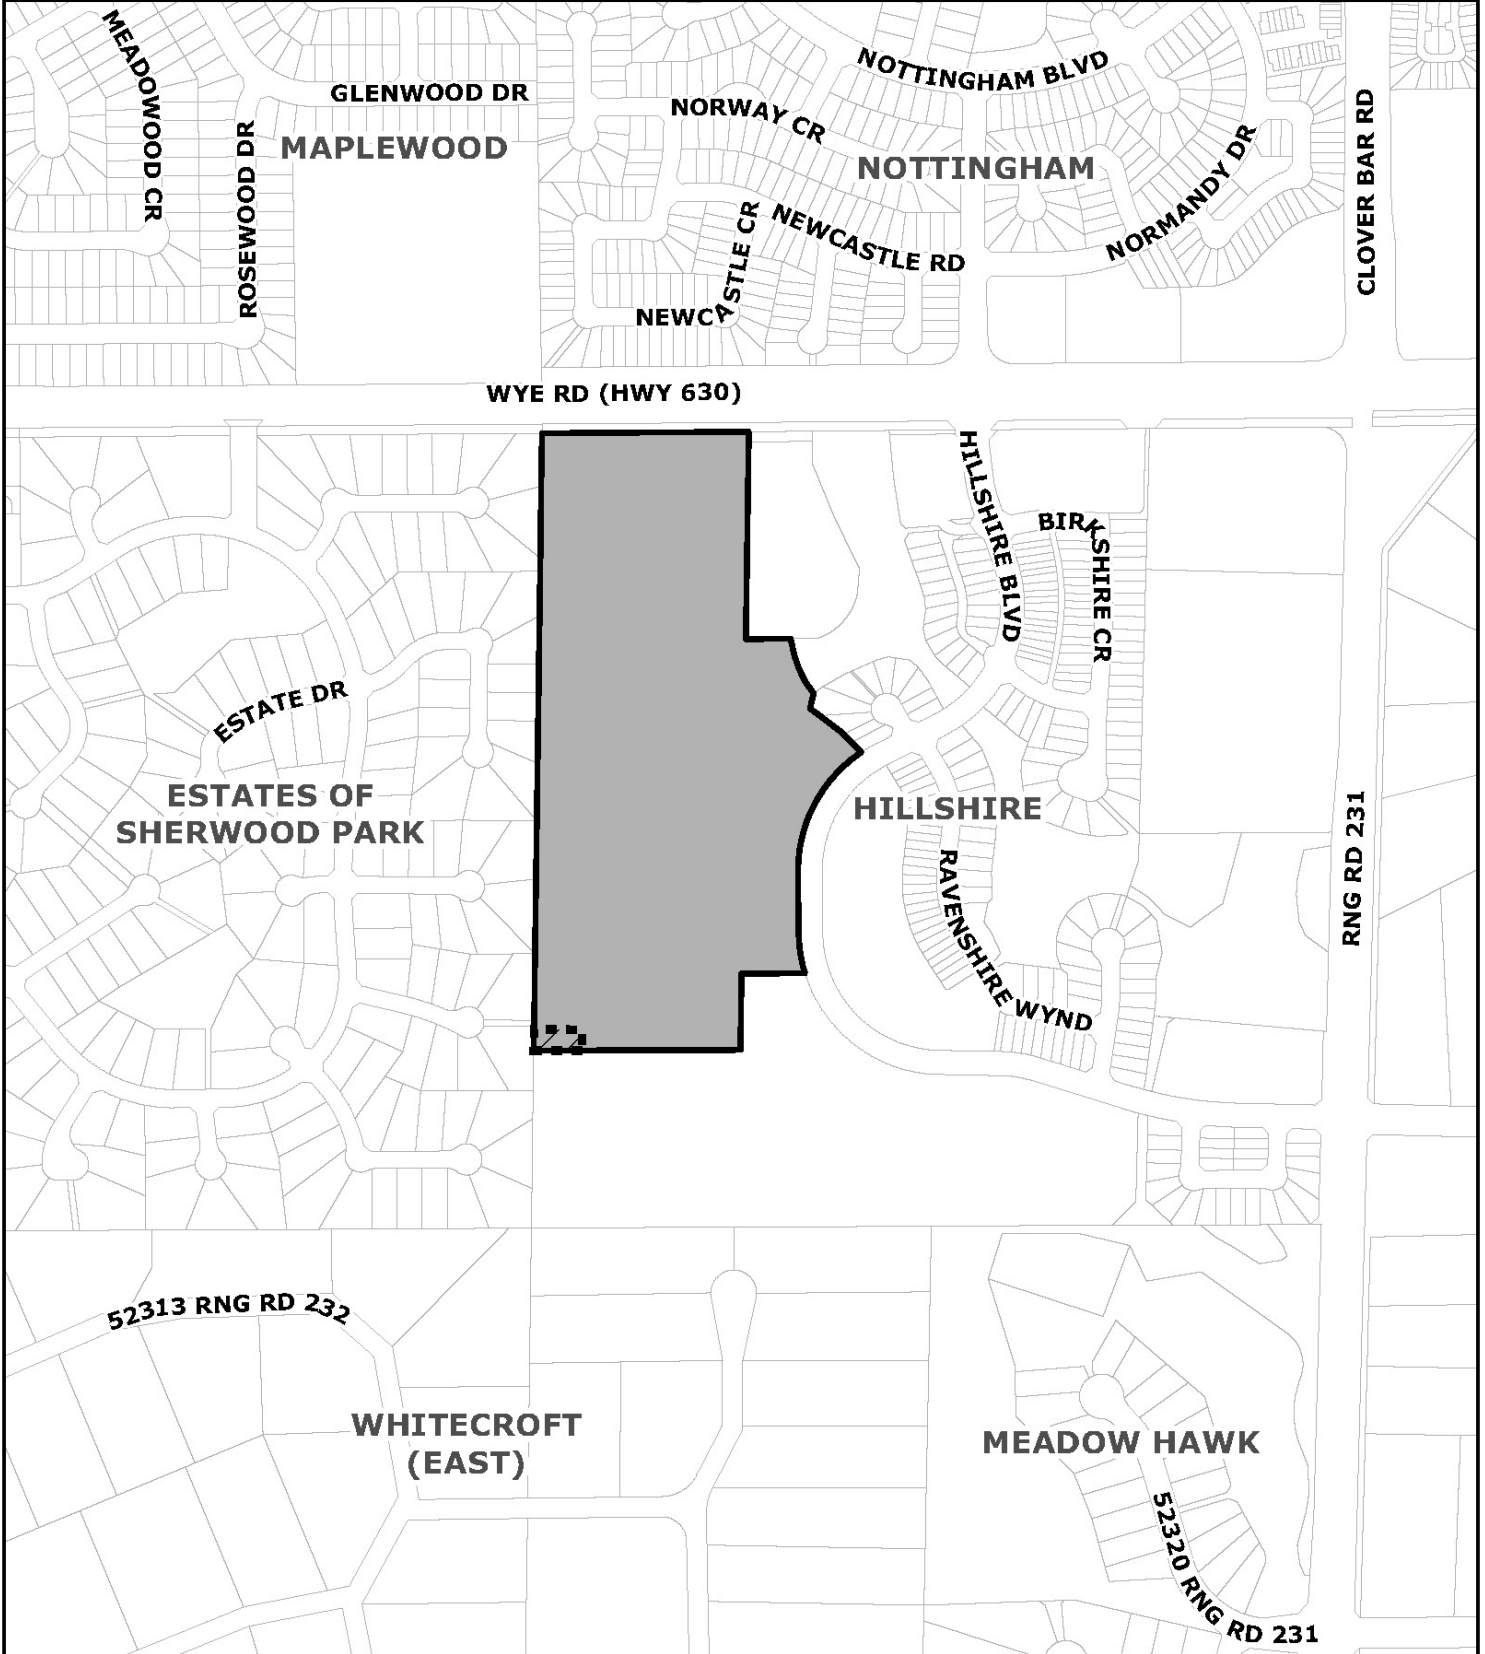 MEADOWOOD CR
GLENWOOD DR
ROSEWOOD DR
MAPLEWOOD
NOTTINGHAM BLVD
NORWAY CR
NOTTINGHAM
NORMANDY DR
CLOVER BAR RD
NEWCASTLE CR
NEWCASTLE RD
WYE RD (HWY 630)
HILLSHIRE BLVD
BIRKSHIRE CR
ESTATE DR
ESTATES OF
SHERWOOD PARK
HILLSHIRE
RAVENSHIRE WYND
RNG RD 231
52313 RNG RD 232
WHITECROFT
(EAST)
MEADOW HAWK
52320 RNG RD 231